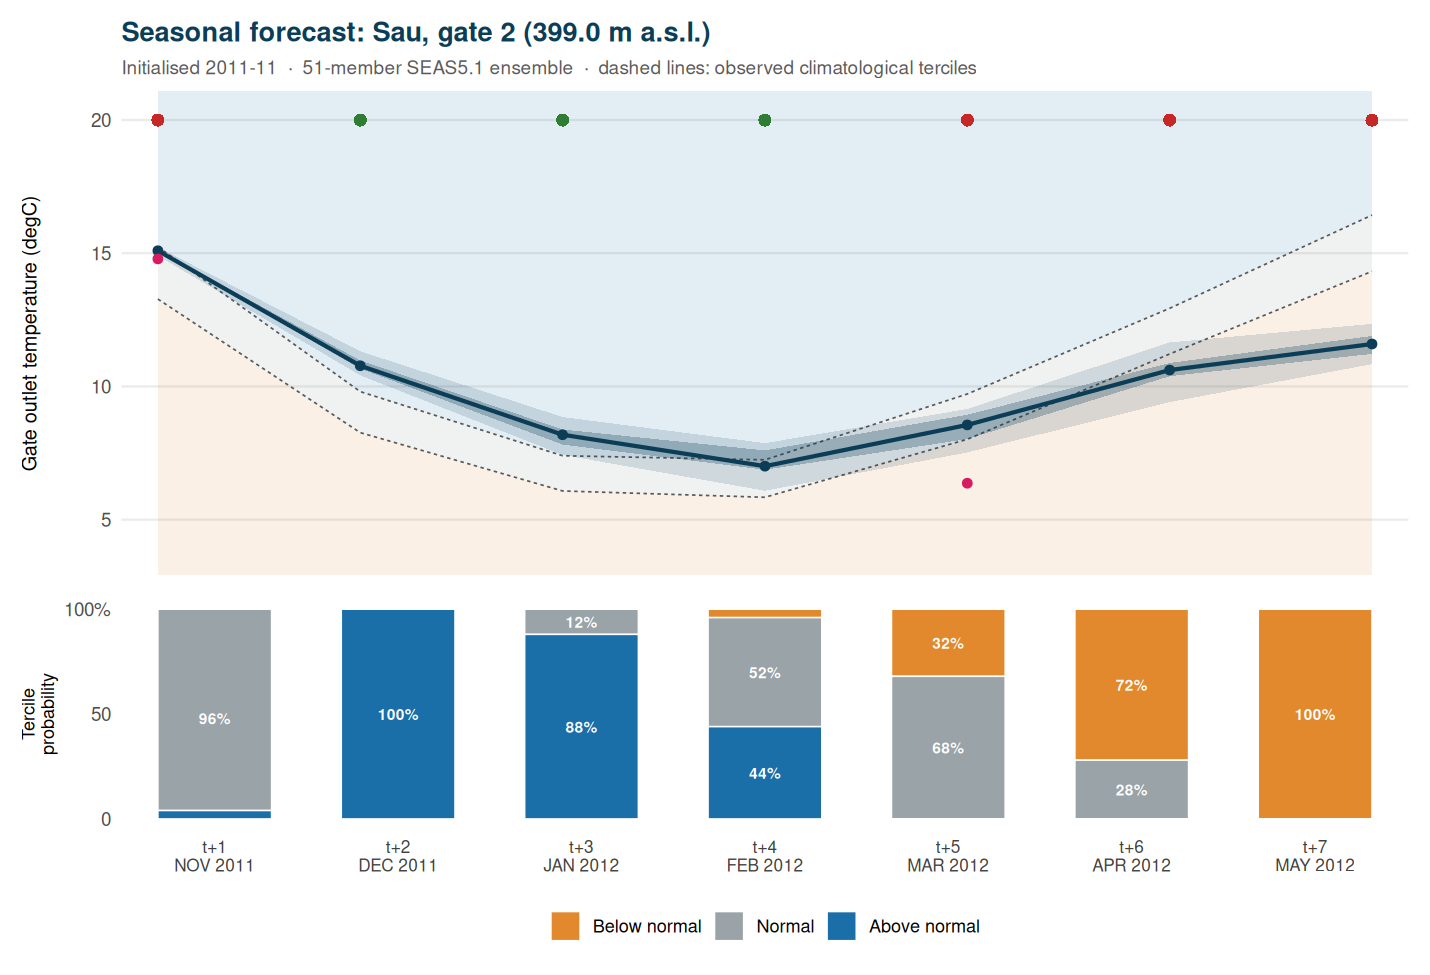 Seasonal forecast: Sau, gate 2 (399.0 m a.s.l.)
Initialised 2011-11 · 51-member SEAS5.1 ensemble · dashed lines: observed climatological terciles
Gate outlet temperature (degC)
20
15
10
5
Tercile
probability
100%
50
0
96%
100%
88%
12%
44%
52%
68%
32%
28%
72%
100%
t+1
NOV 2011
t+2
DEC 2011
t+3
JAN 2012
t+4
FEB 2012
t+5
MAR 2012
t+6
APR 2012
t+7
MAY 2012
Below normal
Normal
Above normal